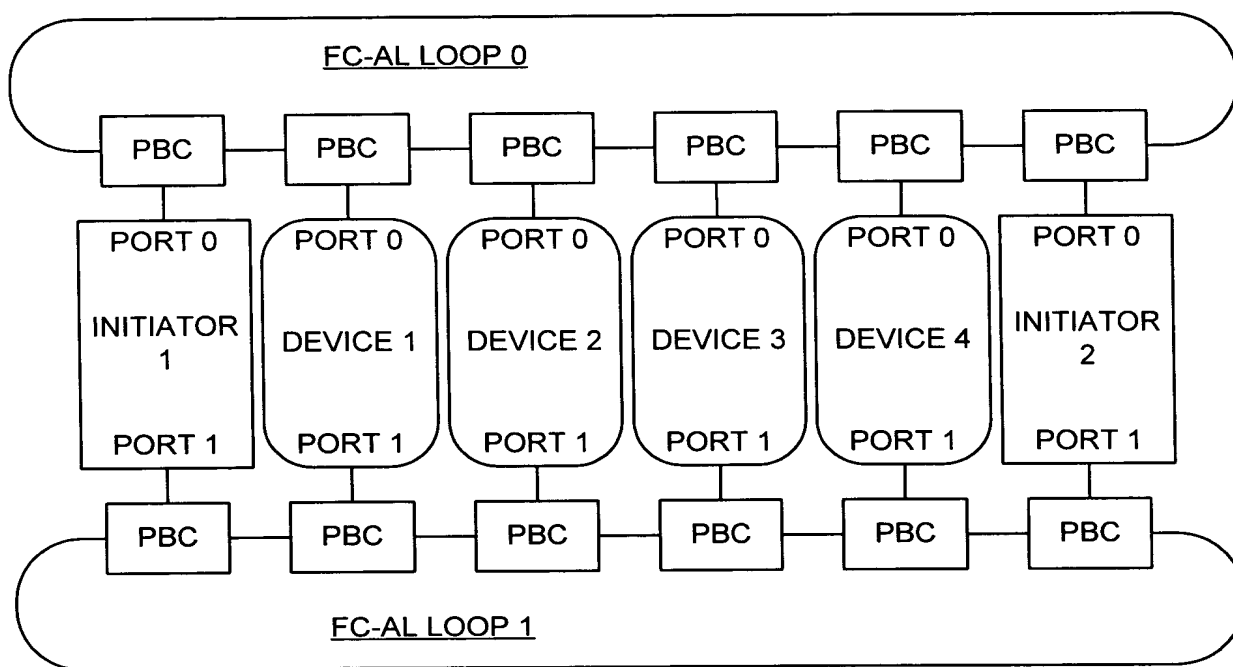 FC-AL LOOP 0
PBC PBC PBC PBC PBC PBC
PORT 0 PORT 0 PORT 0 PORT 0 PORT 0 PORT 0
INITIATOR 1 DEVICE 1 DEVICE 2 DEVICE 3 DEVICE 4 INITIATOR 2
PORT 1 PORT 1 PORT 1 PORT 1 PORT 1 PORT 1
PBC PBC PBC PBC PBC PBC
FC-AL LOOP 1